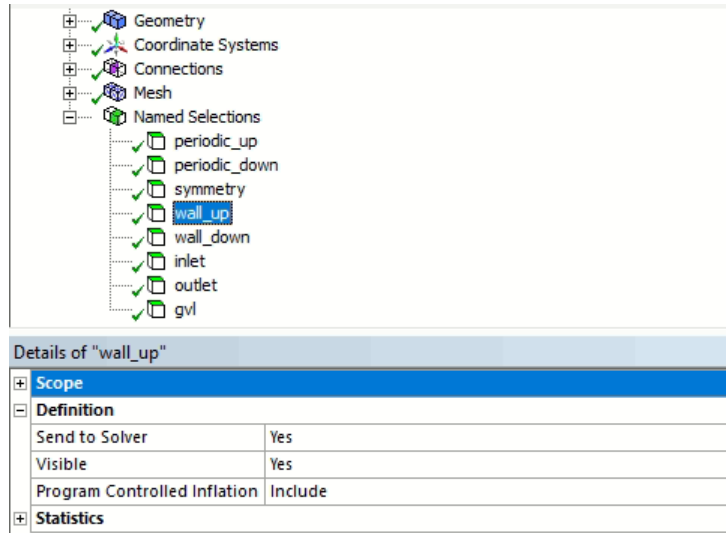 Geometry
Coordinate Systems
Connections
Mesh
Named Selections
periodic_up
periodic_down
symmetry
wall_up
wall_down
inlet
outlet
gvl
Details of "wall_up"
Scope
Definition
Send to Solver Yes
Visible Yes
Program Controlled Inflation Include
Statistics